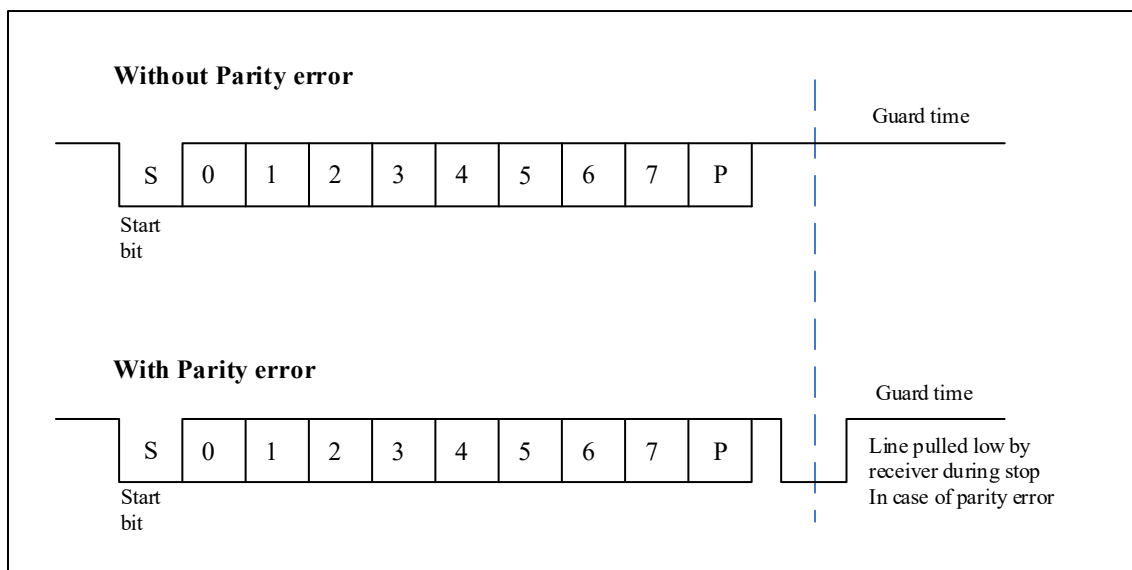 Without Parity error
Guard time
S 0 1 2 3 4 5 6 7 P
Start
bit
With Parity error
Guard time
S 0 1 2 3 4 5 6 7 P
Line pulled low by
receiver during stop
In case of parity error
Start
bit